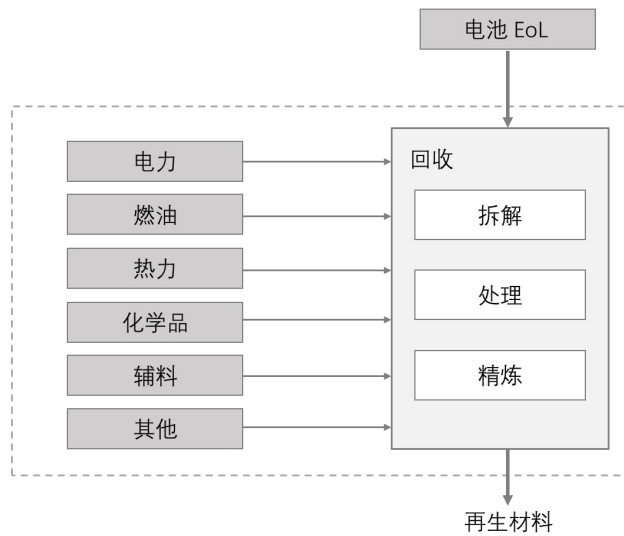 电池 EoL
电力
燃油
热力
化学品
辅料
其他
回收
拆解
处理
精炼
再生材料